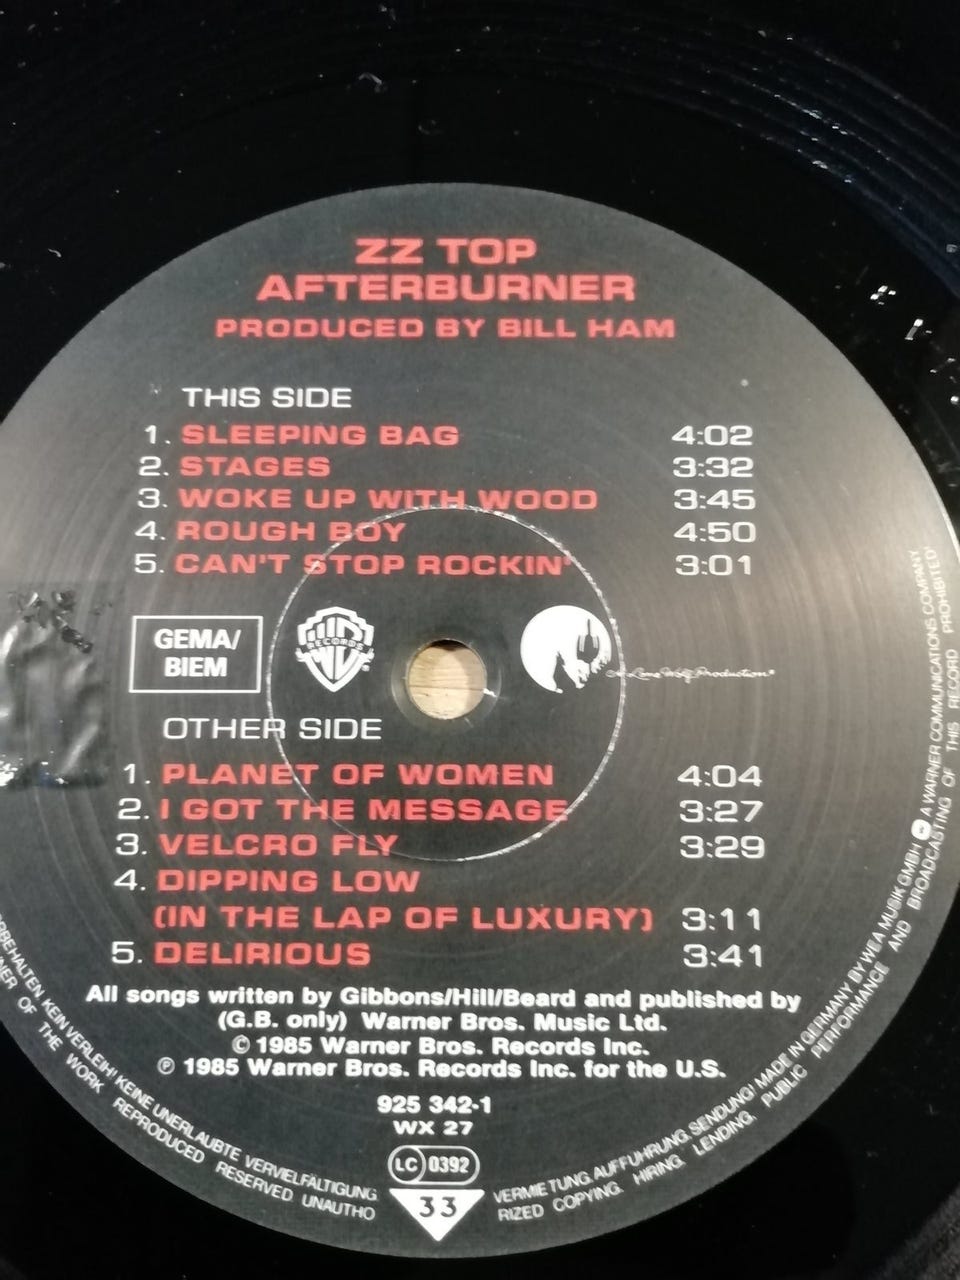 ZZ TOP
AFTERBURNER
PRODUCED BY BILL HAM
THIS SIDE
1. SLEEPING BAG 4:02
2. STAGES 3:32
3. WOKE UP WITH WOOD 3:45
4. ROUGH BOY 4:50
5. CAN'T STOP ROCKIN' 3:01
GEMA/
BIEM
W RECORDS
A Lone Wolf Production®
OTHER SIDE
1. PLANET OF WOMEN 4:04
2. I GOT THE MESSAGE 3:27
3. VELCRO FLY 3:29
4. DIPPING LOW
(IN THE LAP OF LUXURY) 3:11
5. DELIRIOUS 3:41
All songs written by Gibbons/Hill/Beard and published by
(G.B. only) Warner Bros. Music Ltd.
© 1985 Warner Bros. Records Inc.
℗ 1985 Warner Bros. Records Inc. for the U.S.
925 342-1
WX 27
LC 0392
33
KEIN VERLEIH! KEINE UNERLAUBTE VERVIELFÄLTIGUNG
OF THE WORK REPRODUCED RESERVED UNAUTHO
VERMIETUNG, AUFFÜHRUNG, SENDUNG! MADE IN GERMANY BY WEA MUSIK GMBH A WARNER COMMUNICATIONS COMPANY
RIZED COPYING, HIRING, LENDING, PUBLIC PERFORMANCE AND BROADCASTING OF THIS RECORD PROHIBITED!